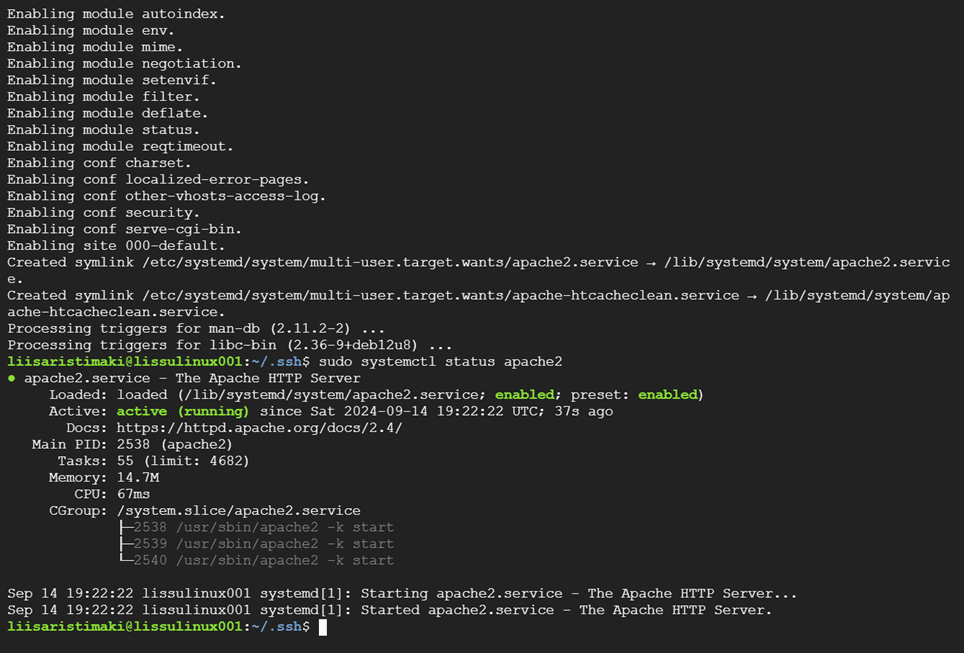 Enabling module autoindex.
Enabling module env.
Enabling module mime.
Enabling module negotiation.
Enabling module setenvif.
Enabling module filter.
Enabling module deflate.
Enabling module status.
Enabling module reqtimeout.
Enabling conf charset.
Enabling conf localized-error-pages.
Enabling conf other-vhosts-access-log.
Enabling conf security.
Enabling conf serve-cgi-bin.
Enabling site 000-default.
Created symlink /etc/systemd/system/multi-user.target.wants/apache2.service → /lib/systemd/system/apache2.servic
e.
Created symlink /etc/systemd/system/multi-user.target.wants/apache-htcacheclean.service → /lib/systemd/system/ap
ache-htcacheclean.service.
Processing triggers for man-db (2.11.2-2) ...
Processing triggers for libc-bin (2.36-9+deb12u8) ...
liisaristimaki@lissulinux001:~/.ssh$ sudo systemctl status apache2
● apache2.service - The Apache HTTP Server
     Loaded: loaded (/lib/systemd/system/apache2.service; enabled; preset: enabled)
     Active: active (running) since Sat 2024-09-14 19:22:22 UTC; 37s ago
       Docs: https://httpd.apache.org/docs/2.4/
   Main PID: 2538 (apache2)
      Tasks: 55 (limit: 4682)
     Memory: 14.7M
        CPU: 67ms
     CGroup: /system.slice/apache2.service
             ├─2538 /usr/sbin/apache2 -k start
             ├─2539 /usr/sbin/apache2 -k start
             └─2540 /usr/sbin/apache2 -k start

Sep 14 19:22:22 lissulinux001 systemd[1]: Starting apache2.service - The Apache HTTP Server...
Sep 14 19:22:22 lissulinux001 systemd[1]: Started apache2.service - The Apache HTTP Server.
liisaristimaki@lissulinux001:~/.ssh$